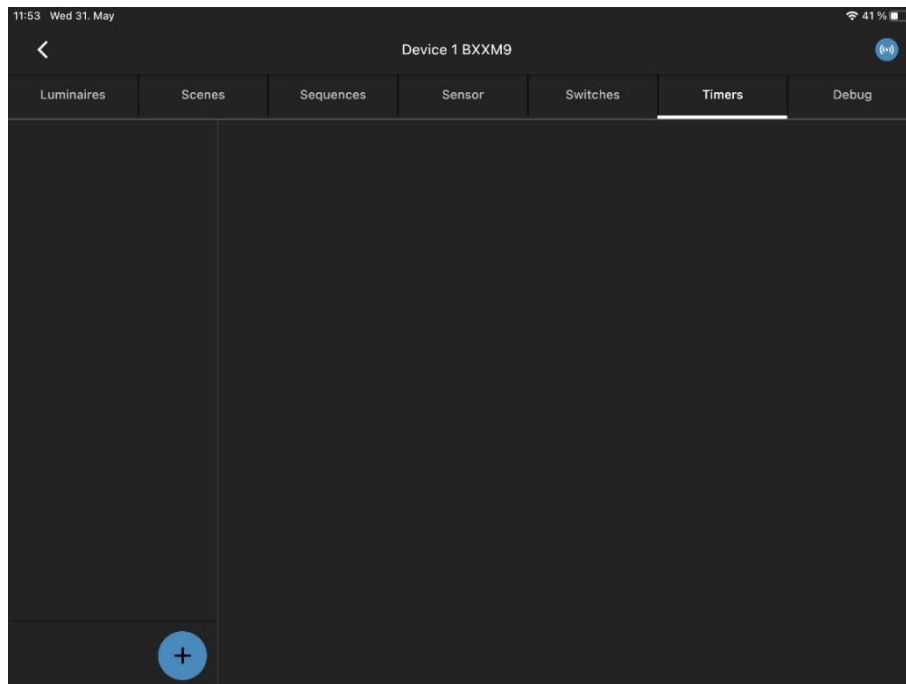 11:53 Wed 31. May 41 %
Device 1 BXXM9
Luminaires Scenes Sequences Sensor Switches Timers Debug
+